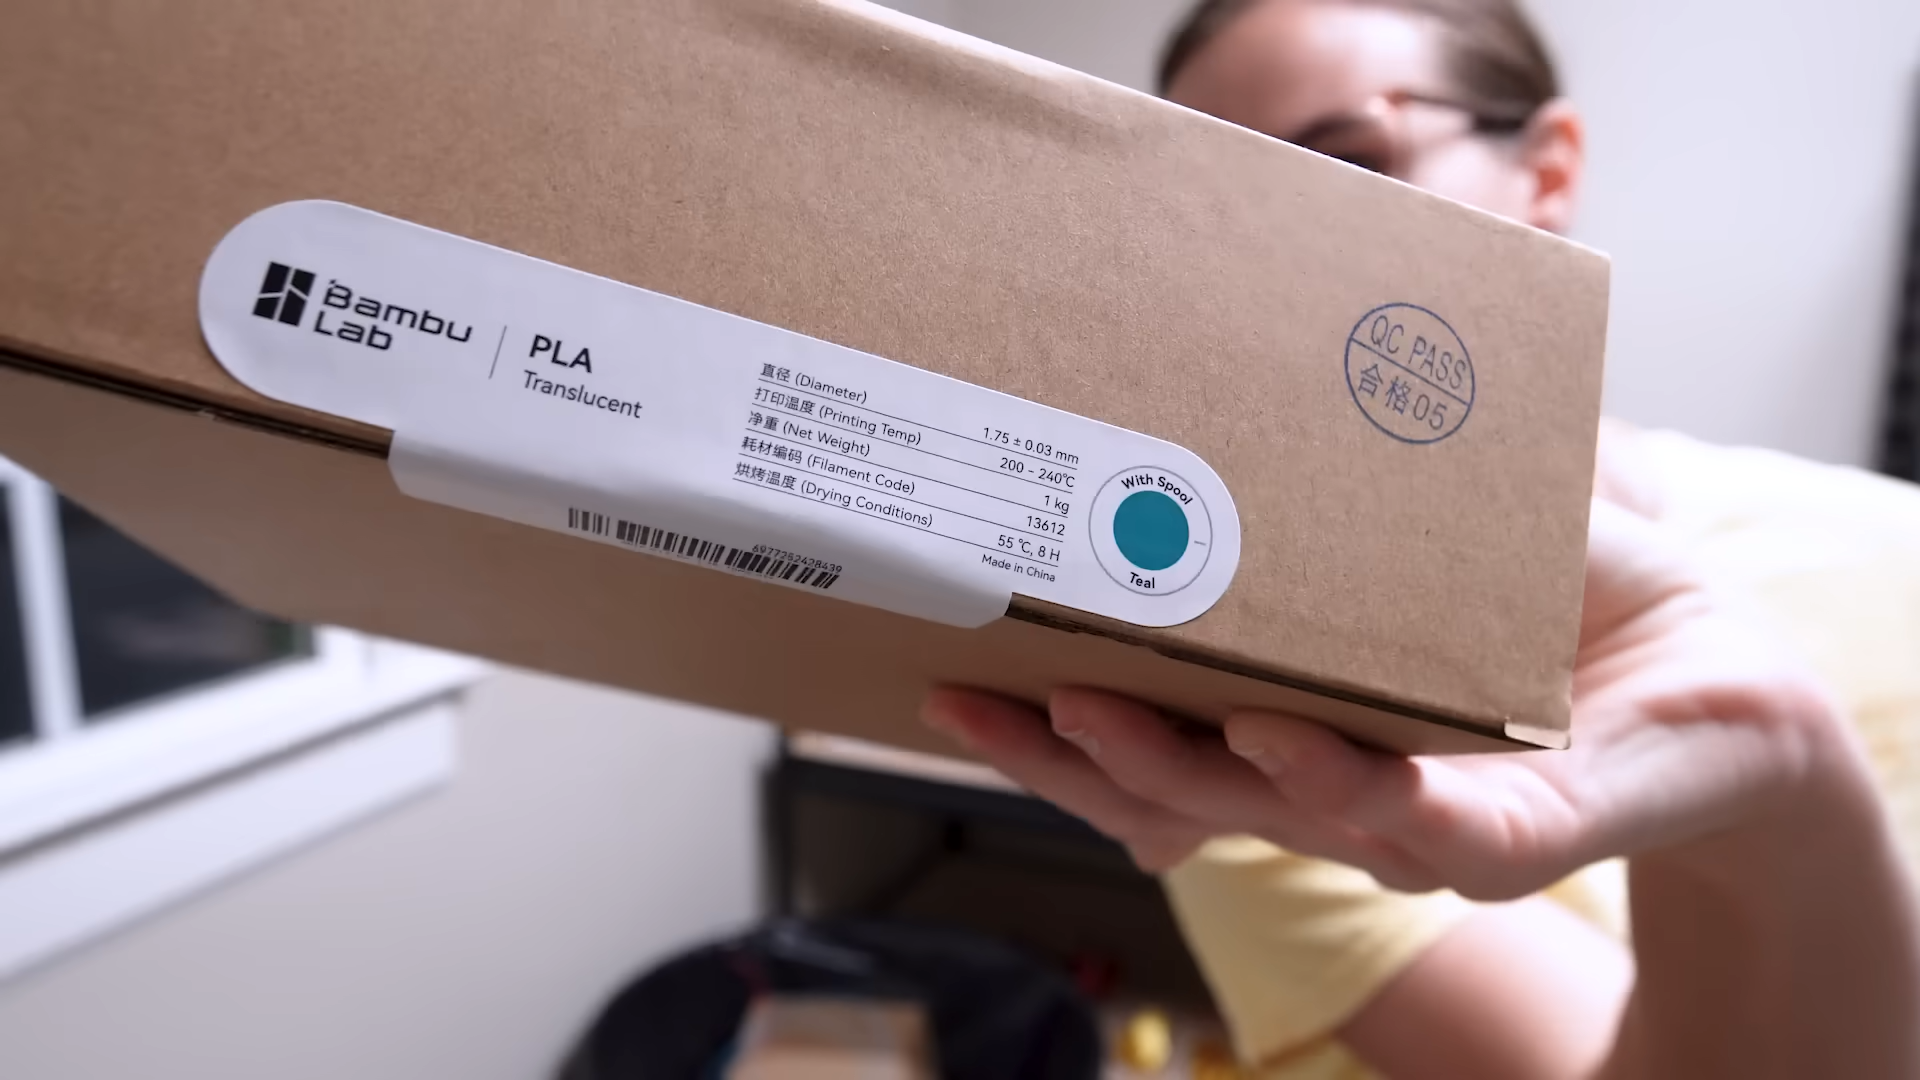 Bambu
Lab
PLA
Translucent
直径 (Diameter) 1.75 ± 0.03 mm
打印温度 (Printing Temp) 200 - 240℃
净重 (Net Weight) 1 kg
耗材编码 (Filament Code) 13612
烘烤温度 (Drying Conditions) 55 ℃, 8 H
Made in China
6977252428439
With Spool
Teal
QC PASS
合格05